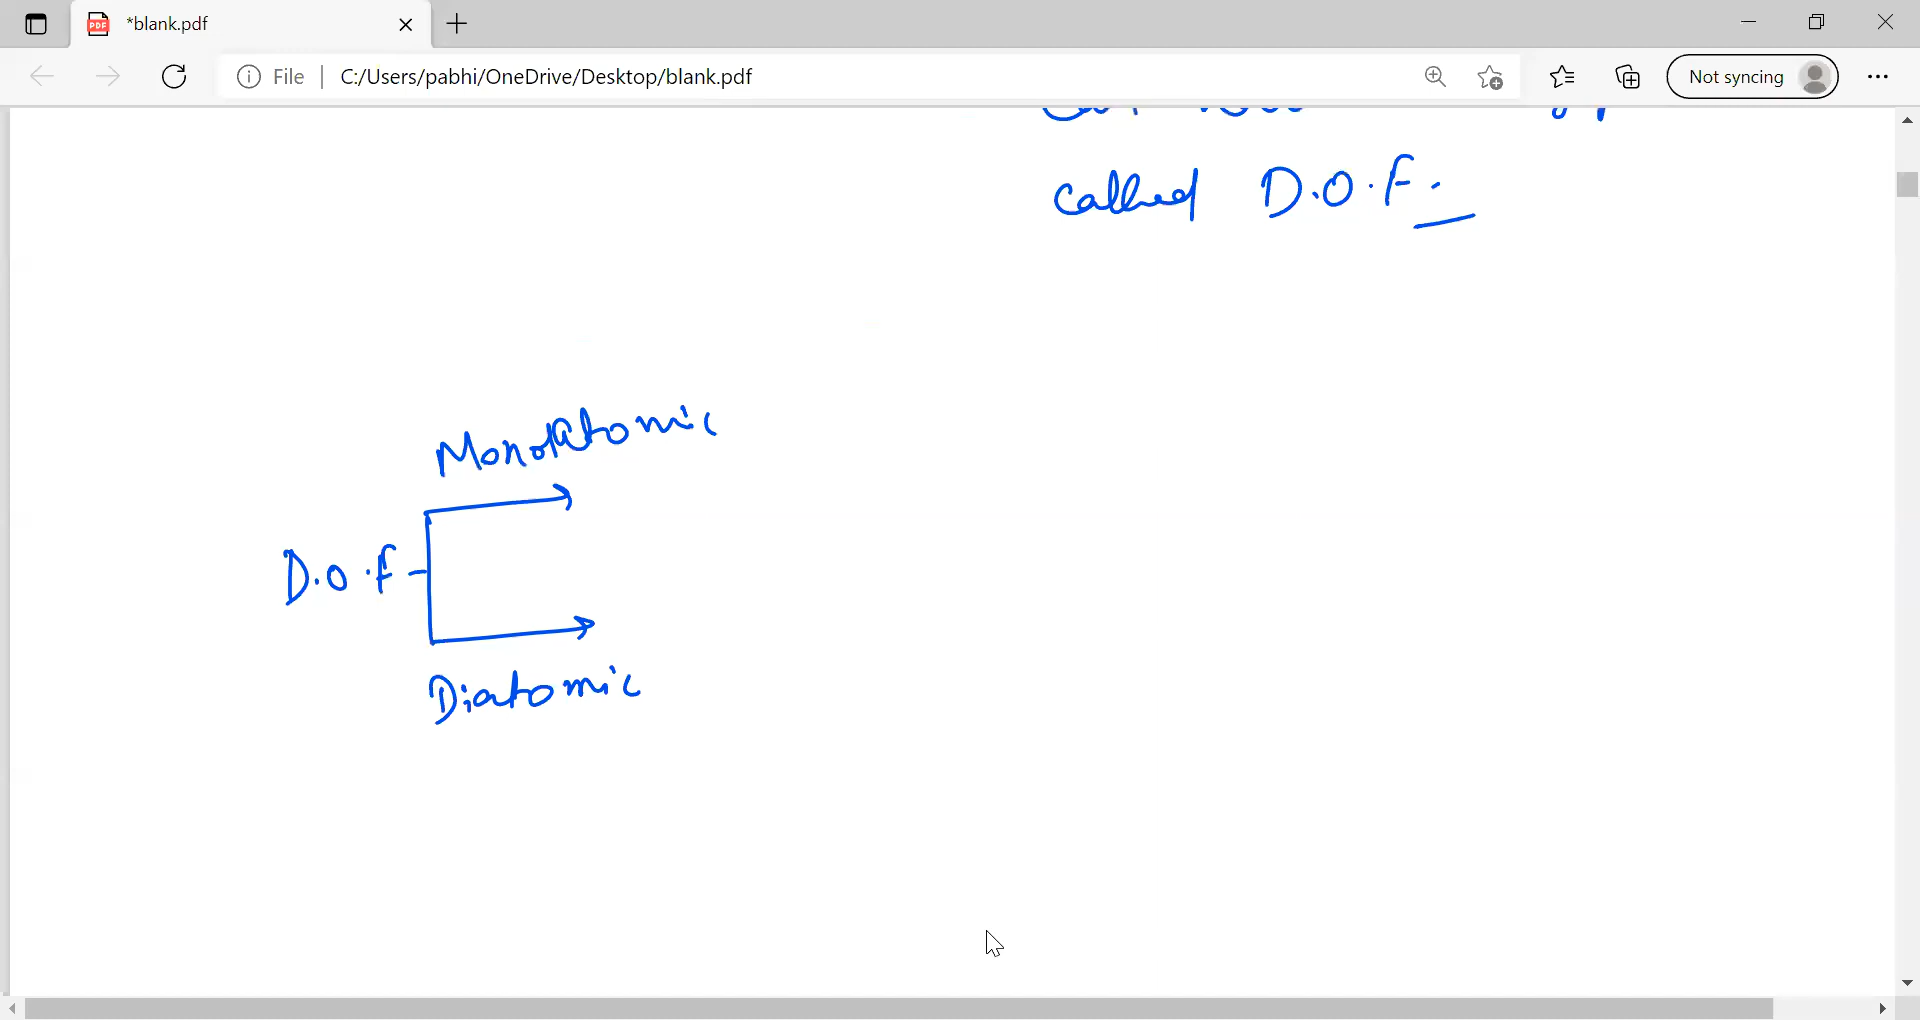 *blank.pdf
File
C:/Users/pabhi/OneDrive/Desktop/blank.pdf
Not syncing
called D.O.F.
Monoatomic
D.O.F
Diatomic